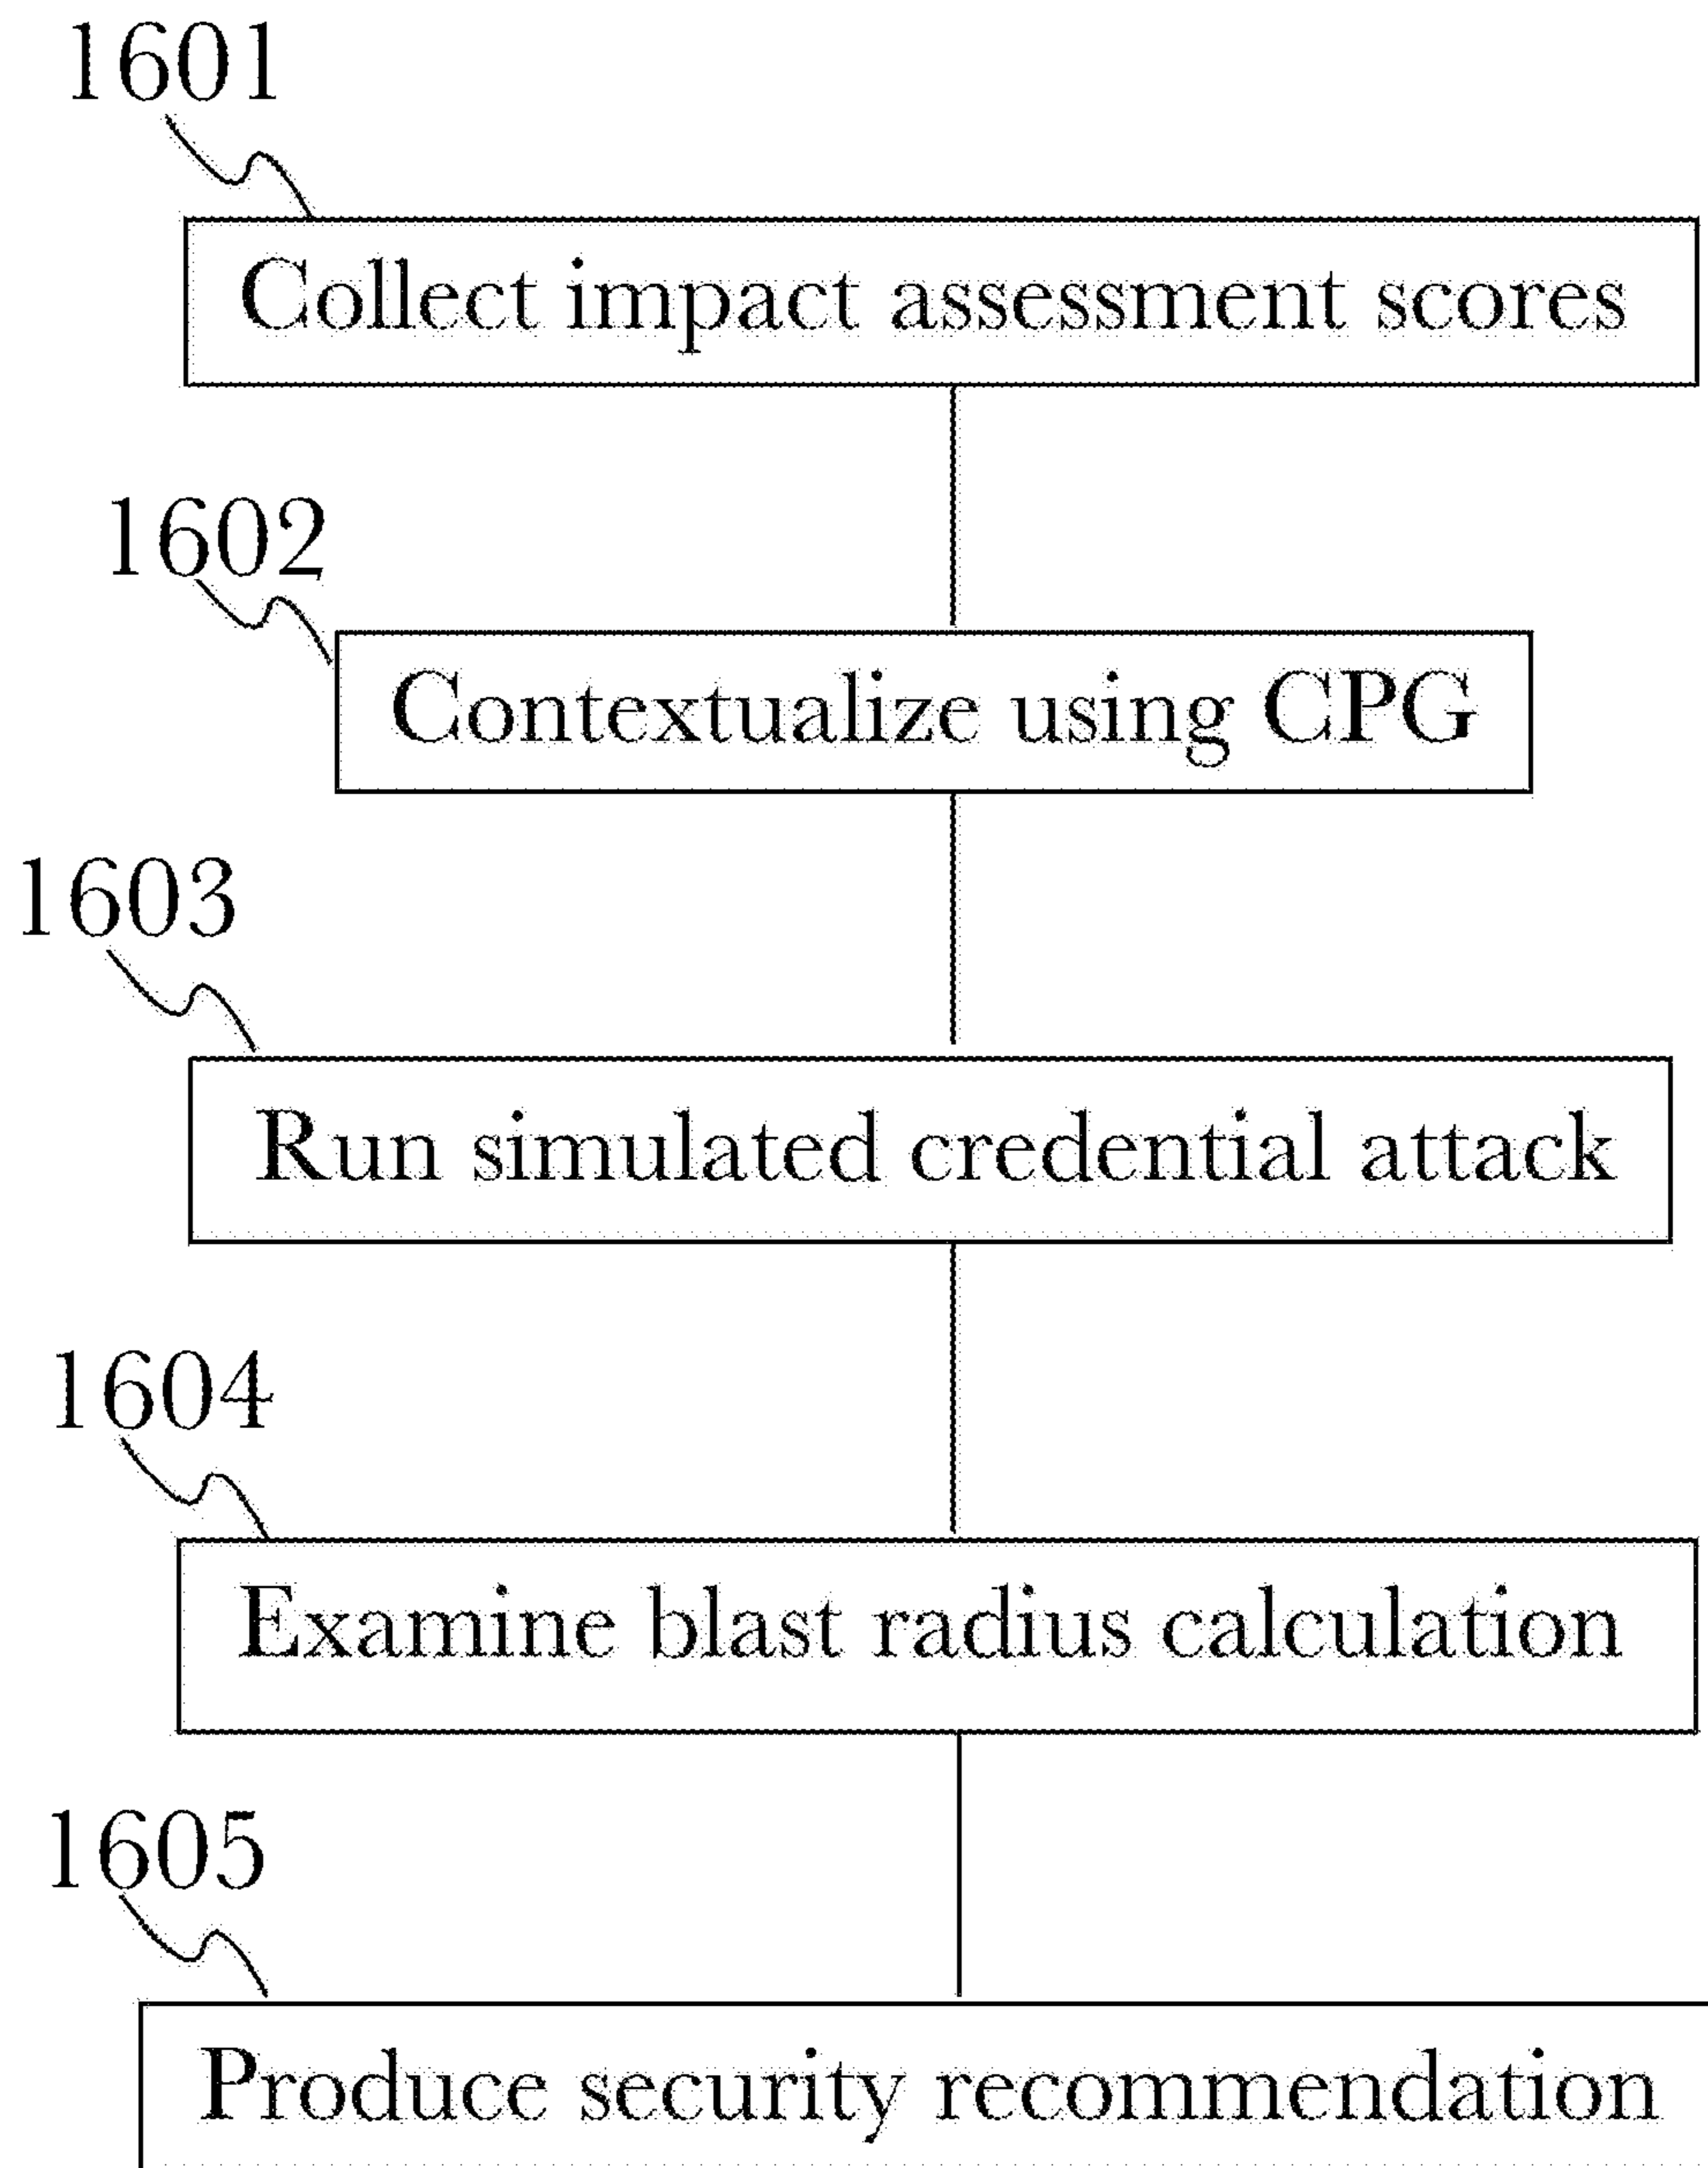 1601
Collect impact assessment scores
1602
Contextualize using CPG
1603
Run simulated credential attack
1604
Examine blast radius calculation
1605
Produce security recommendation